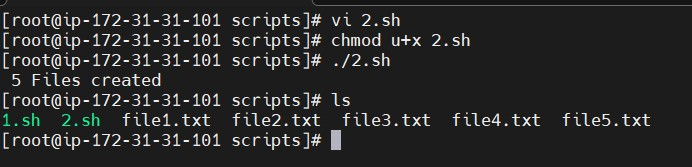 [root@ip-172-31-31-101 scripts]# vi 2.sh
[root@ip-172-31-31-101 scripts]# chmod u+x 2.sh
[root@ip-172-31-31-101 scripts]# ./2.sh
 5 Files created
[root@ip-172-31-31-101 scripts]# ls
1.sh  2.sh  file1.txt  file2.txt  file3.txt  file4.txt  file5.txt
[root@ip-172-31-31-101 scripts]#